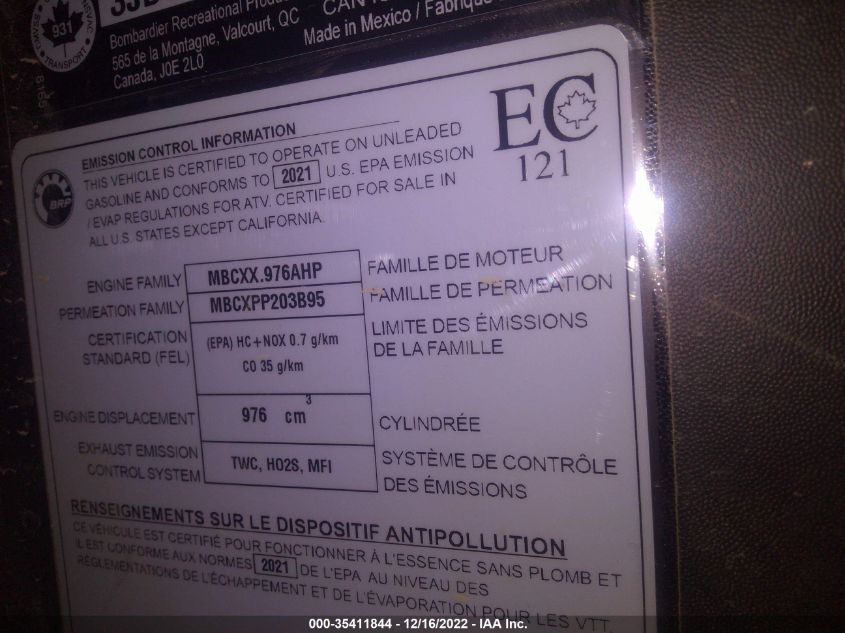 931
TRANSPORT
Bombardier Recreational Produ
565 de la Montagne, Valcourt, QC
Canada, J0E 2L0
Made in Mexico / Fabriqué
EC
121
BRP
EMISSION CONTROL INFORMATION
THIS VEHICLE IS CERTIFIED TO OPERATE ON UNLEADED
GASOLINE AND CONFORMS TO 2021 U.S. EPA EMISSION
/ EVAP REGULATIONS FOR ATV. CERTIFIED FOR SALE IN
ALL U.S. STATES EXCEPT CALIFORNIA.
ENGINE FAMILY MBCXX.976AHP FAMILLE DE MOTEUR
PERMEATION FAMILY MBCXPP203B95 FAMILLE DE PERMEATION
CERTIFICATION (EPA) HC+NOX 0.7 g/km LIMITE DES ÉMISSIONS
STANDARD (FEL) CO 35 g/km DE LA FAMILLE
ENGINE DISPLACEMENT 976 cm³ CYLINDRÉE
EXHAUST EMISSION TWC, HO2S, MFI SYSTÈME DE CONTRÔLE
CONTROL SYSTEM DES ÉMISSIONS
RENSEIGNEMENTS SUR LE DISPOSITIF ANTIPOLLUTION
CE VÉHICULE EST CERTIFIÉ POUR FONCTIONNER À L'ESSENCE SANS PLOMB ET
IL EST CONFORME AUX NORMES 2021 DE L'EPA AU NIVEAU DES
RÉGLEMENTATIONS DE L'ÉCHAPPEMENT ET DE L'ÉVAPORATION POUR LES VTT.
000-35411844 - 12/16/2022 - IAA Inc.